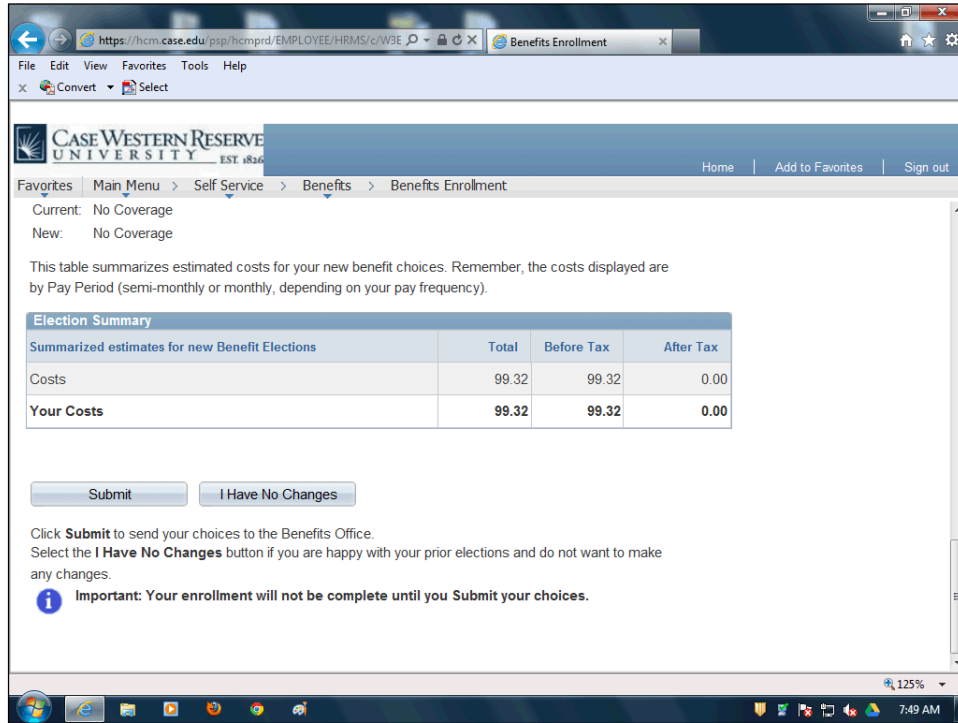 https://hcm.case.edu/psp/hcmprd/EMPLOYEE/HRMS/c/W3E
Benefits Enrollment
File Edit View Favorites Tools Help
x Convert Select
CASE WESTERN RESERVE
UNIVERSITY EST. 1826
Home | Add to Favorites | Sign out
Favorites Main Menu > Self Service > Benefits > Benefits Enrollment
Current: No Coverage
New: No Coverage
This table summarizes estimated costs for your new benefit choices. Remember, the costs displayed are
by Pay Period (semi-monthly or monthly, depending on your pay frequency).
Election Summary
Summarized estimates for new Benefit Elections Total Before Tax After Tax
Costs 99.32 99.32 0.00
Your Costs 99.32 99.32 0.00
Submit I Have No Changes
Click Submit to send your choices to the Benefits Office.
Select the I Have No Changes button if you are happy with your prior elections and do not want to make
any changes.
Important: Your enrollment will not be complete until you Submit your choices.
125%
7:49 AM